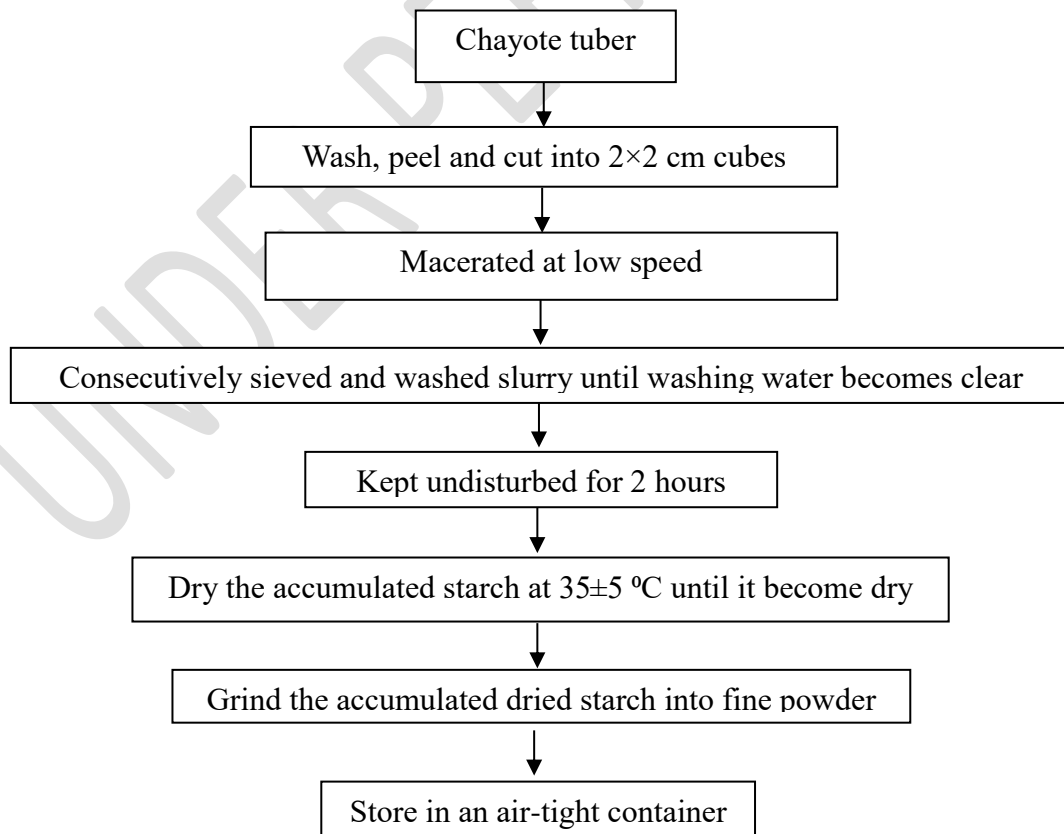 Chayote tuber
Wash, peel and cut into 2×2 cm cubes
Macerated at low speed
Consecutively sieved and washed slurry until washing water becomes clear
Kept undisturbed for 2 hours
Dry the accumulated starch at 35±5 ⁰C until it become dry
Grind the accumulated dried starch into fine powder
Store in an air-tight container
UNDER